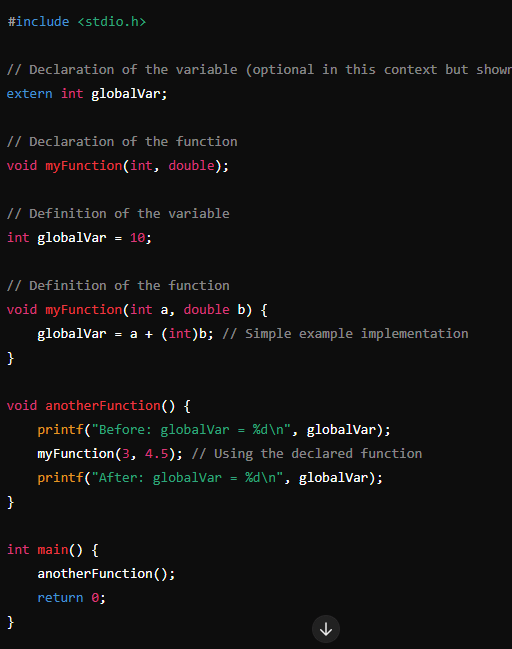 #include <stdio.h>
// Declaration of the variable (optional in this context but shown
extern int globalVar;
// Declaration of the function
void myFunction(int, double);
// Definition of the variable
int globalVar = 10;
// Definition of the function
void myFunction(int a, double b) {
globalVar = a + (int)b; // Simple example implementation
}
void anotherFunction() {
printf("Before: globalVar = %d\n", globalVar);
myFunction(3, 4.5); // Using the declared function
printf("After: globalVar = %d\n", globalVar);
}
int main() {
anotherFunction();
return 0;
}